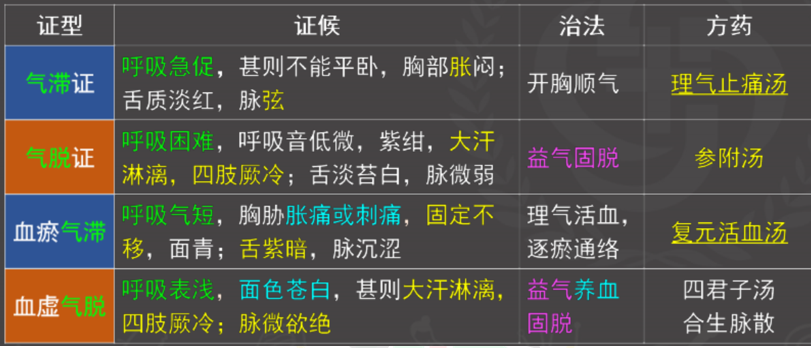 证型 证候 治法 方药
气滞证 呼吸急促，甚则不能平卧，胸部胀闷；
舌质淡红，脉弦 开胸顺气 理气止痛汤
气脱证 呼吸困难，呼吸音低微，紫绀，大汗
淋漓，四肢厥冷；舌淡苔白，脉微弱 益气固脱 参附汤
血瘀气滞 呼吸气短，胸胁胀痛或刺痛，固定不
移，面青；舌紫暗，脉沉涩 理气活血，
逐瘀通络 复元活血汤
血虚气脱 呼吸表浅，面色苍白，甚则大汗淋漓，
四肢厥冷；脉微欲绝 益气养血
固脱 四君子汤
合生脉散